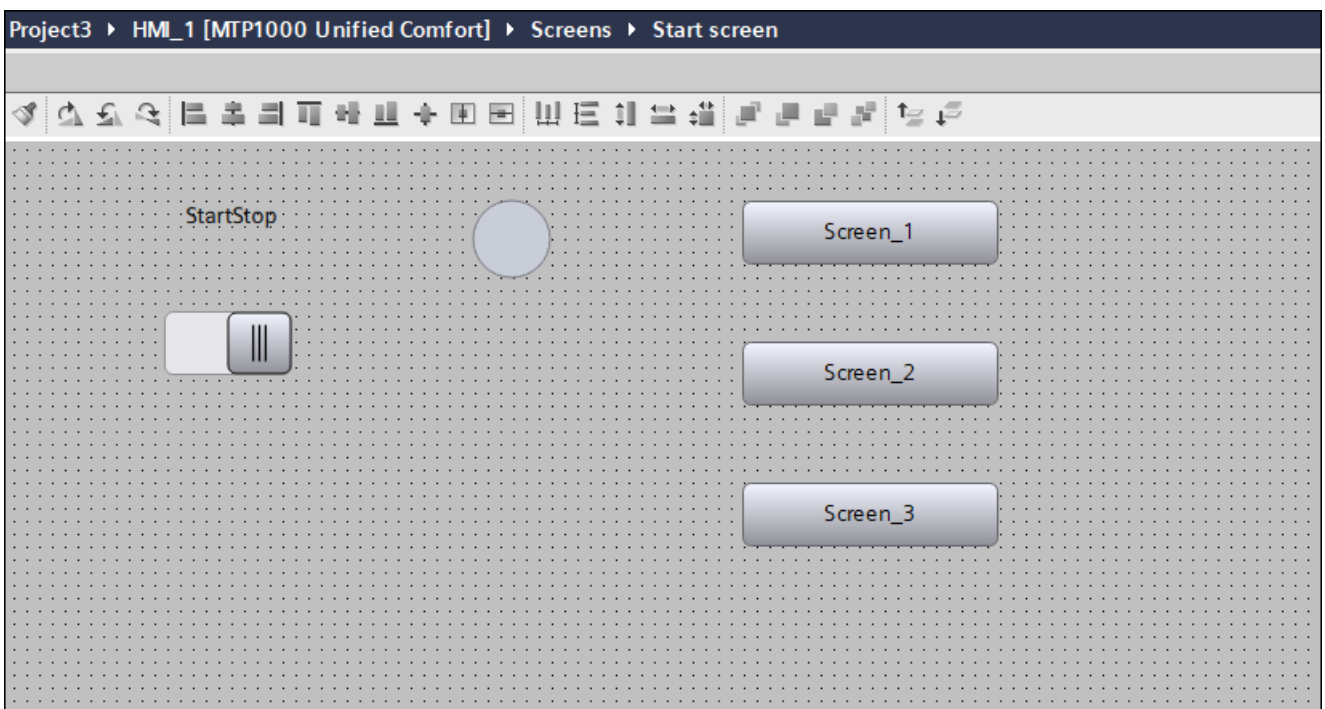 Project3 ▸ HMI_1 [MTP1000 Unified Comfort] ▸ Screens ▸ Start screen
StartStop
Screen_1
Screen_2
Screen_3